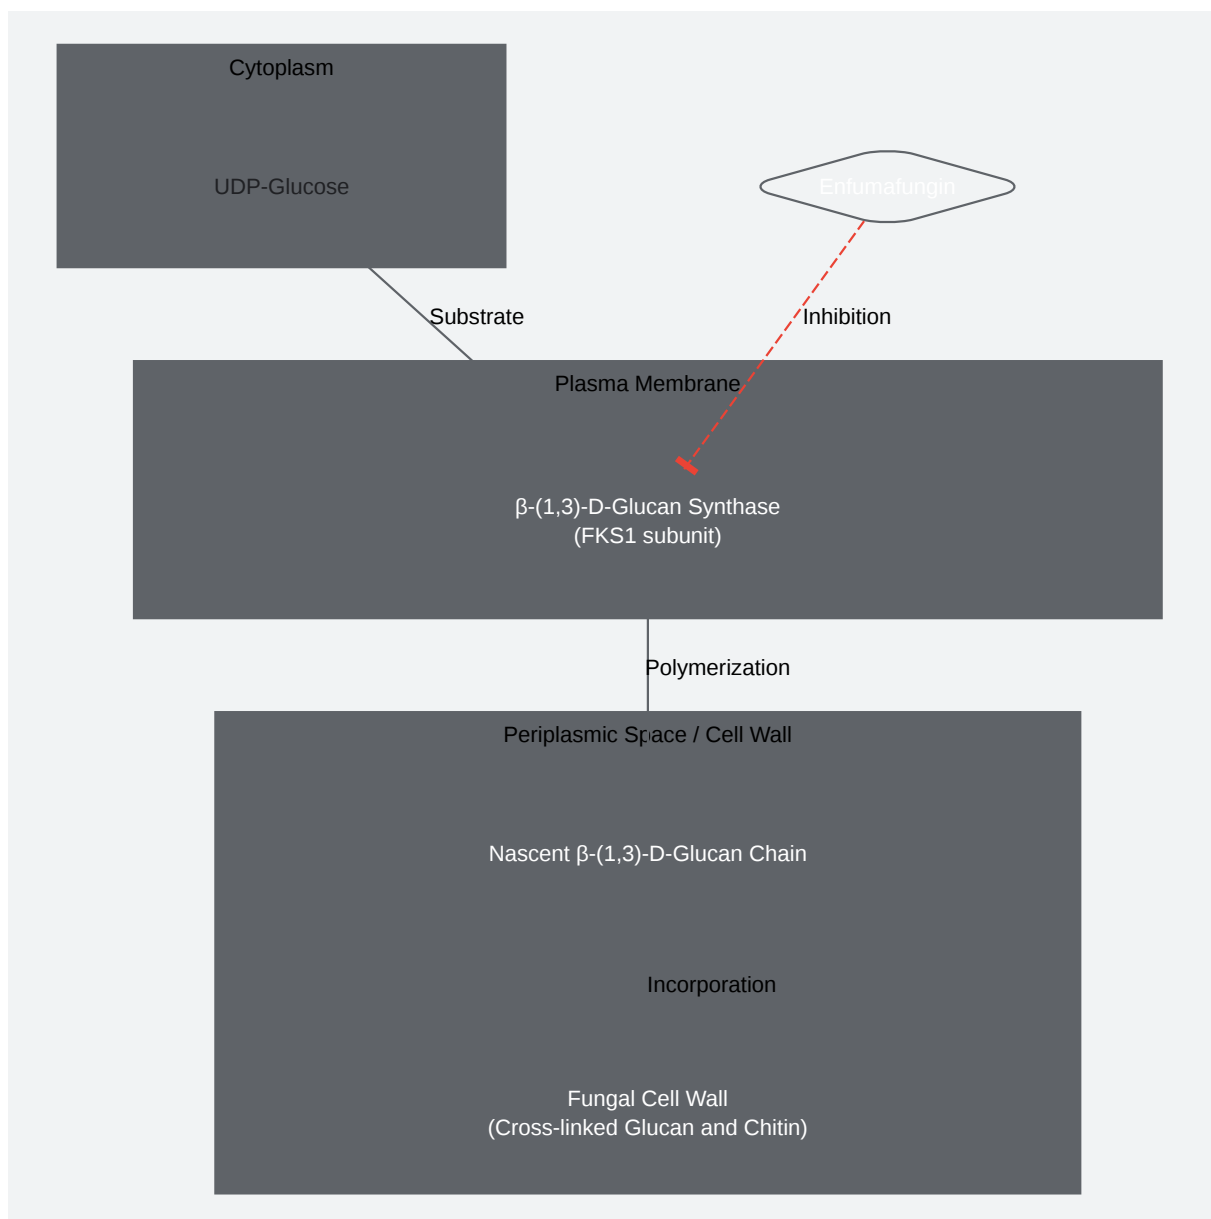 Cytoplasm
UDP-Glucose
Enfumafungin
Substrate
Inhibition
Plasma Membrane
β-(1,3)-D-Glucan Synthase
(FKS1 subunit)
Polymerization
Periplasmic Space / Cell Wall
Nascent β-(1,3)-D-Glucan Chain
Incorporation
Fungal Cell Wall
(Cross-linked Glucan and Chitin)